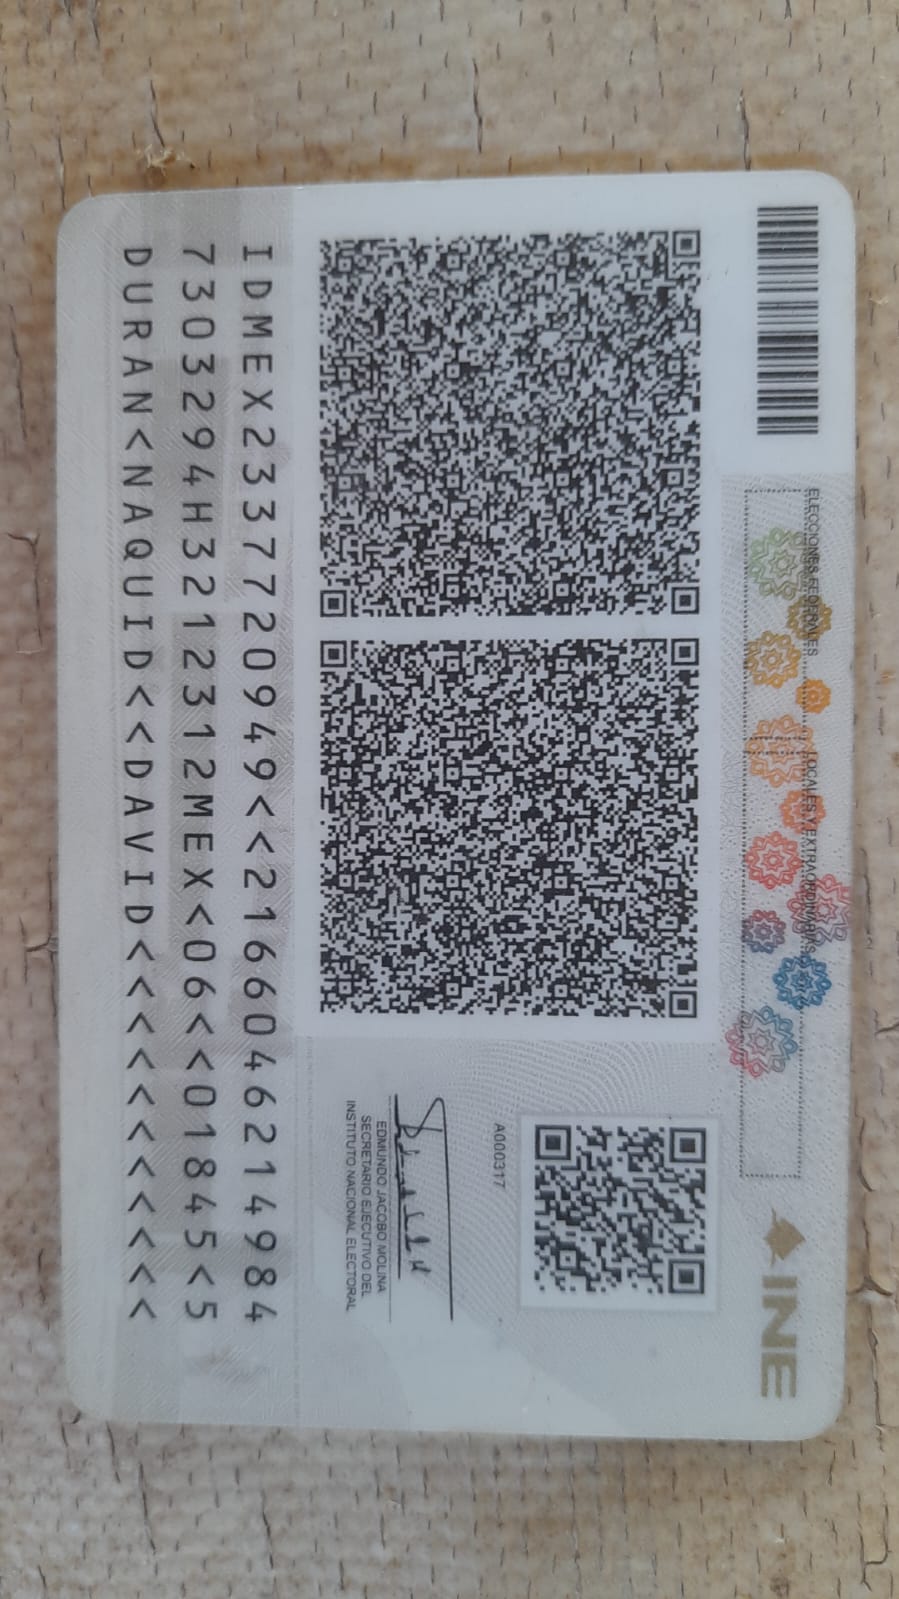 ELECCIONES FEDERALES
LOCALES Y EXTRAORDINARIAS
INE
A000317
EDMUNDO JACOBO MOLINA
SECRETARIO EJECUTIVO DEL
INSTITUTO NACIONAL ELECTORAL
IDMEX2337720949<<2166046214984
7303294H3212312MEX<06<<01845<5
DURAN<NAQUID<<DAVID<<<<<<<<<<<